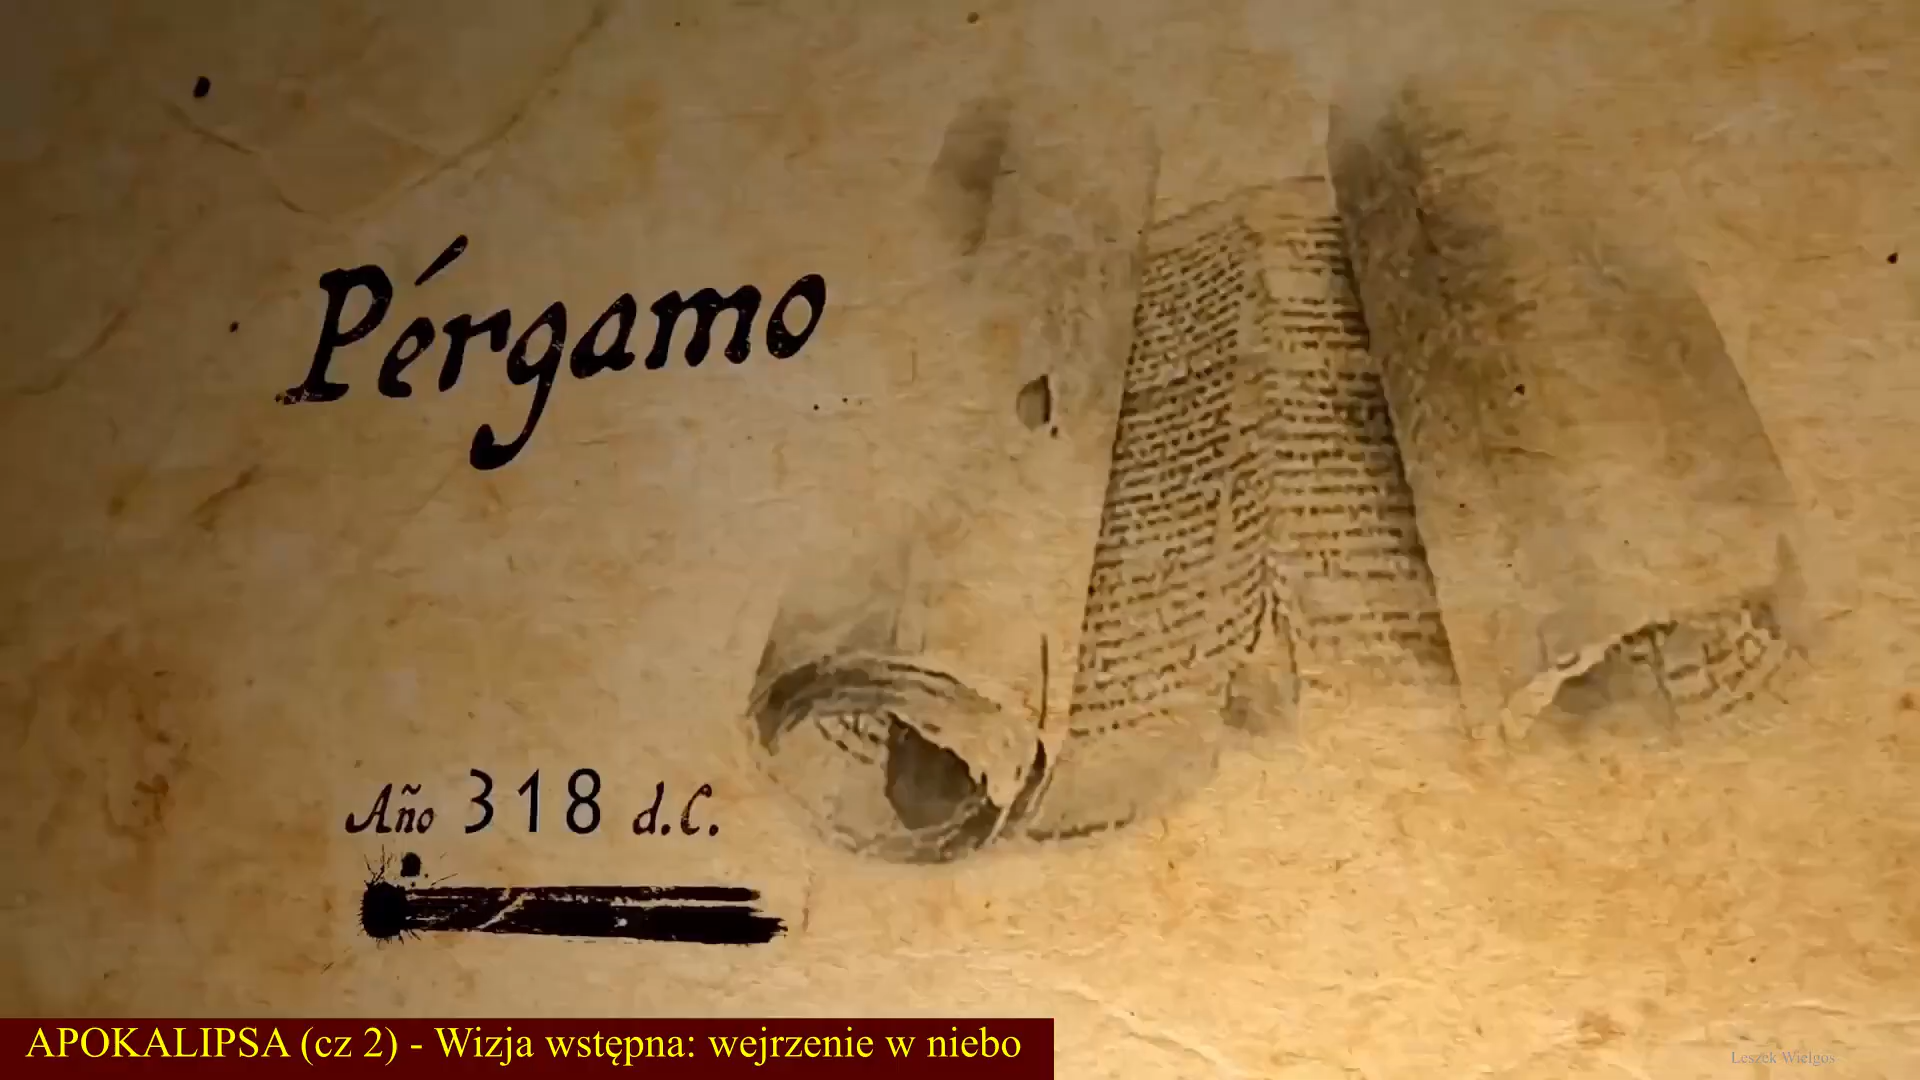 Pérgamo
Año 318 d.C.
APOKALIPSA (cz 2) - Wizja wstępna: wejrzenie w niebo
Leszek Wielgos